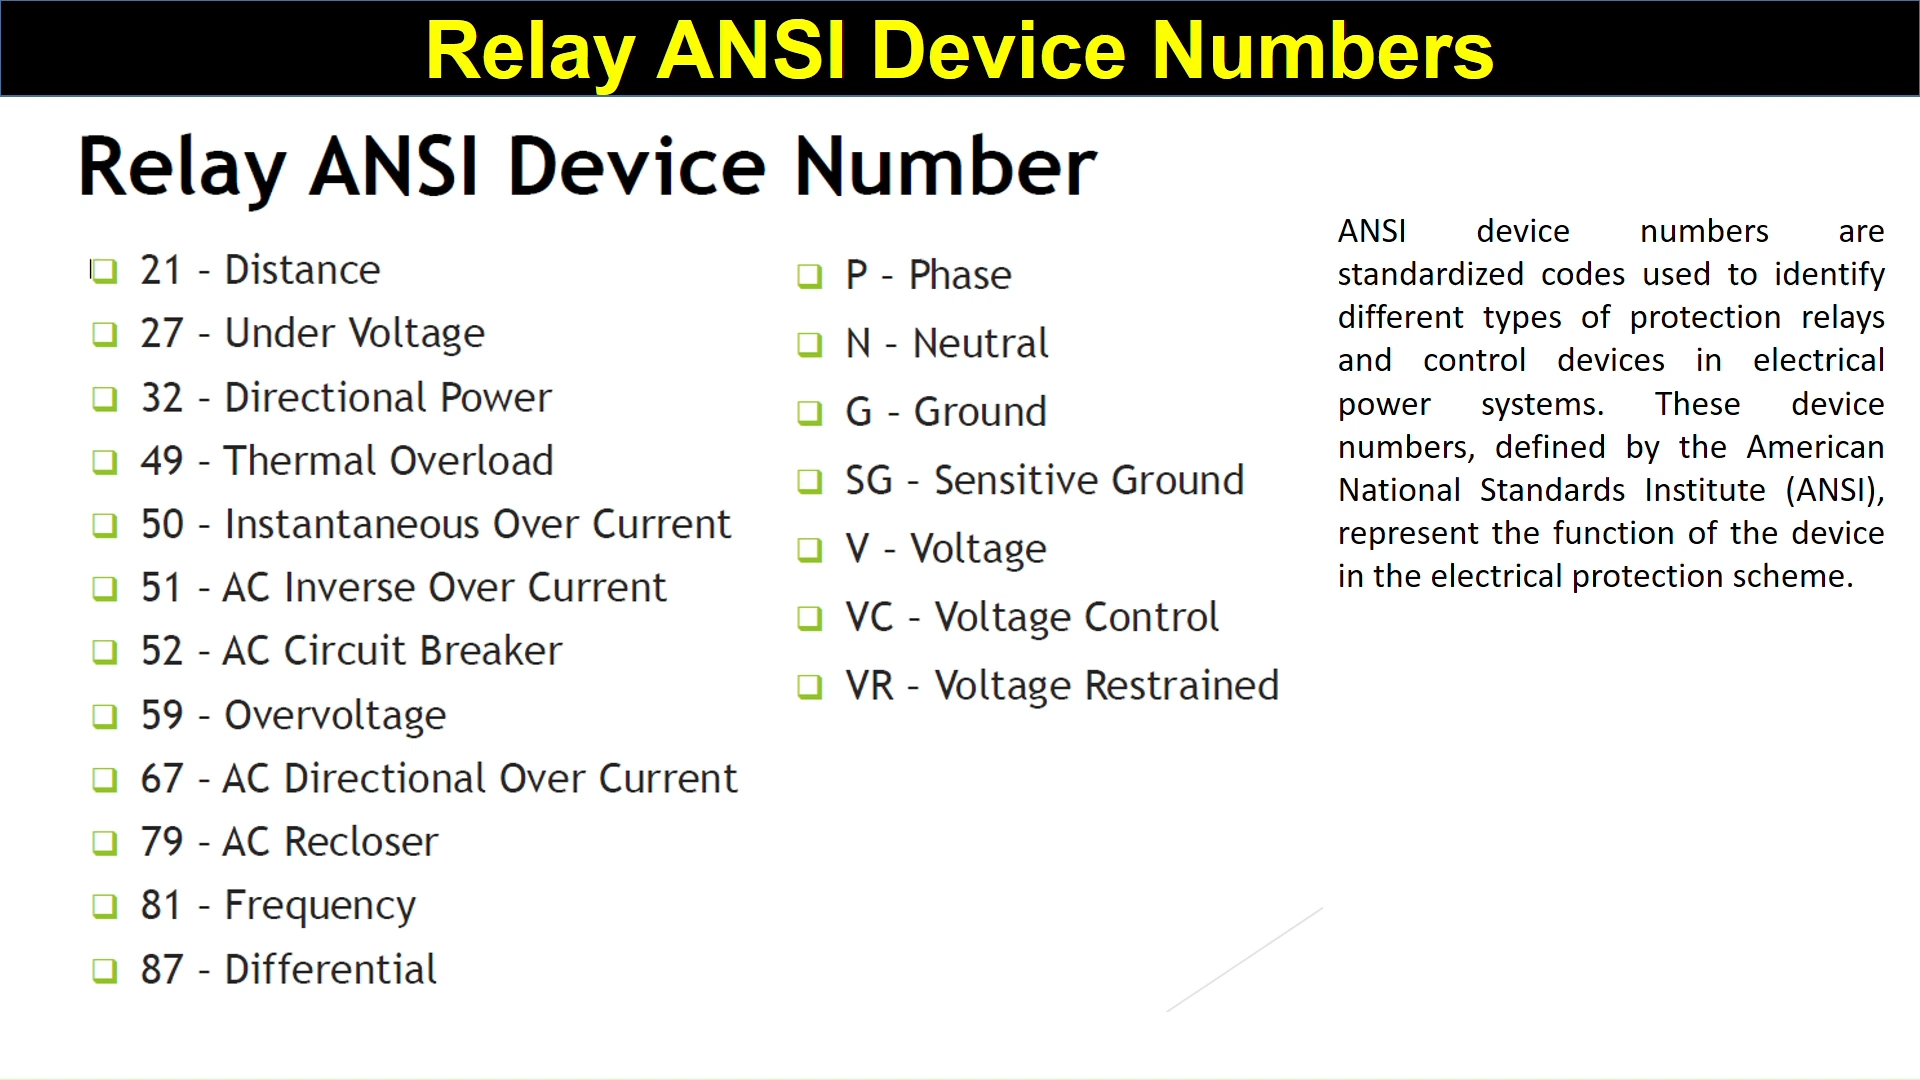 Relay ANSI Device Numbers
Relay ANSI Device Number
21 - Distance
27 - Under Voltage
32 - Directional Power
49 - Thermal Overload
50 - Instantaneous Over Current
51 - AC Inverse Over Current
52 - AC Circuit Breaker
59 - Overvoltage
67 - AC Directional Over Current
79 - AC Recloser
81 - Frequency
87 - Differential
P - Phase
N - Neutral
G - Ground
SG - Sensitive Ground
V - Voltage
VC - Voltage Control
VR - Voltage Restrained
ANSI device numbers are
standardized codes used to identify
different types of protection relays
and control devices in electrical
power systems. These device
numbers, defined by the American
National Standards Institute (ANSI),
represent the function of the device
in the electrical protection scheme.